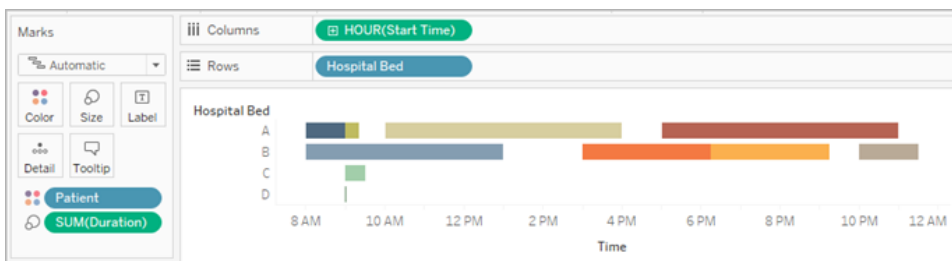 Marks
Automatic
Color Size Label
Detail Tooltip
Patient
SUM(Duration)
Columns HOUR(Start Time)
Rows Hospital Bed
Hospital Bed
A
B
C
D
8 AM 10 AM 12 PM 2 PM 4 PM 6 PM 8 PM 10 PM 12 AM
Time